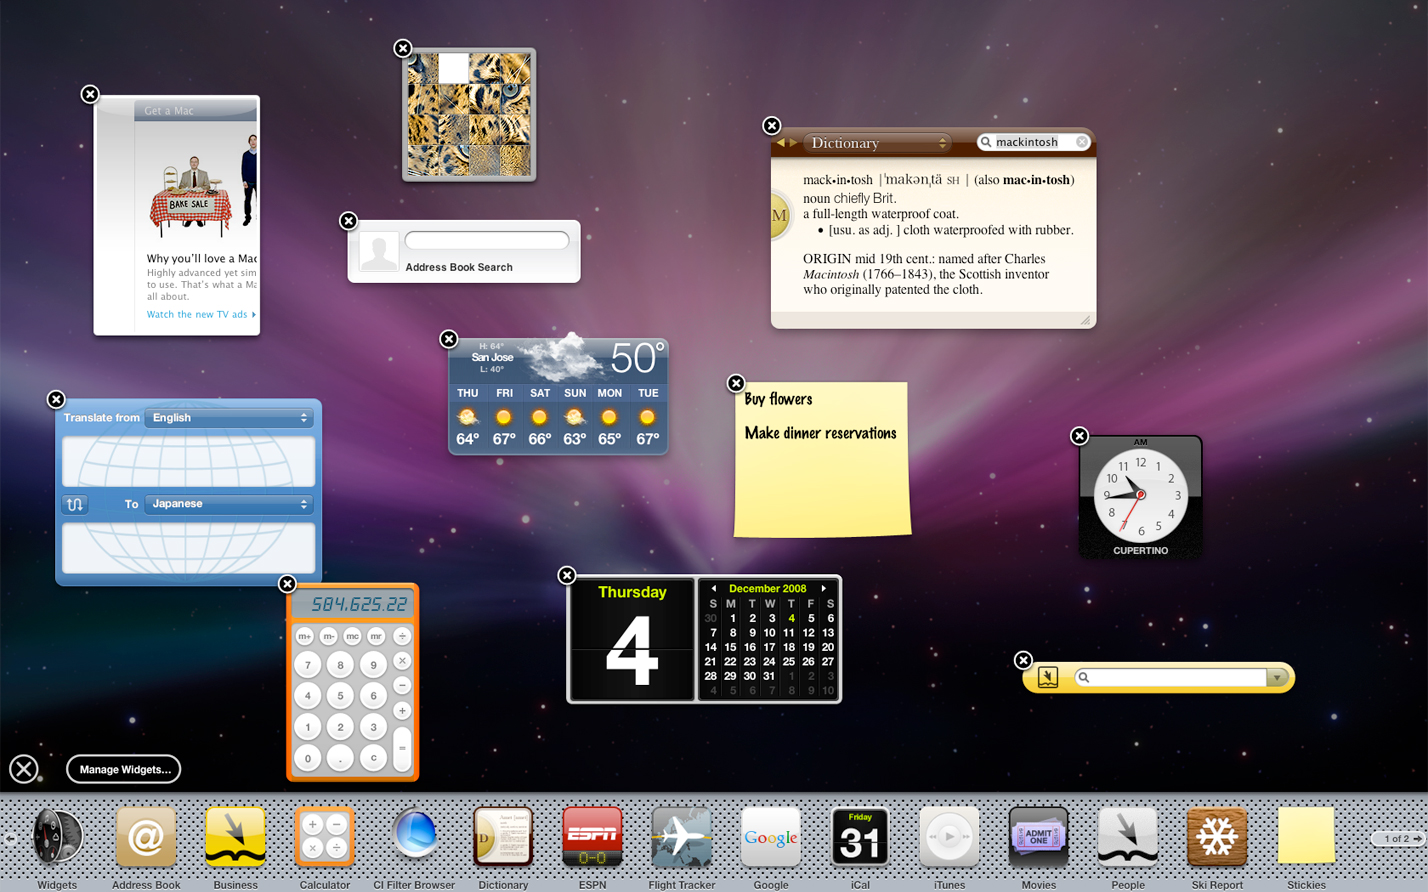 Get a Mac
BAKE SALE
Why you'll love a Mac
Highly advanced yet sim
to use. That's what a Ma
all about.
Watch the new TV ads
Address Book Search
Dictionary
mackintosh
mack•in•tosh |ˈmakənˌtä SH | (also mac•in•tosh)
noun chiefly Brit.
a full-length waterproof coat.
• [usu. as adj. ] cloth waterproofed with rubber.
ORIGIN mid 19th cent.: named after Charles
Macintosh (1766–1843), the Scottish inventor
who originally patented the cloth.
M
H: 64°
San Jose
L: 40°
50°
THU FRI SAT SUN MON TUE
64° 67° 66° 63° 65° 67°
Buy flowers
Make dinner reservations
Translate from English
To Japanese
AM
12 1 2 3 4 5 6 7 8 9 10 11
CUPERTINO
584,625.22
m+ m- mc mr ÷
7 8 9 ×
4 5 6 −
1 2 3 +
0 . c =
Thursday
4
December 2008
S M T W T F S
30 1 2 3 4 5 6
7 8 9 10 11 12 13
14 15 16 17 18 19 20
21 22 23 24 25 26 27
28 29 30 31 1 2 3
4 5 6 7 8 9 10
Manage Widgets...
@
+ −
× ÷
D
ESPN
0-0
Google
Friday
31
ADMIT
ONE
1 of 2
Widgets Address Book Business Calculator CI Filter Browser Dictionary ESPN Flight Tracker Google iCal iTunes Movies People Ski Report Stickies